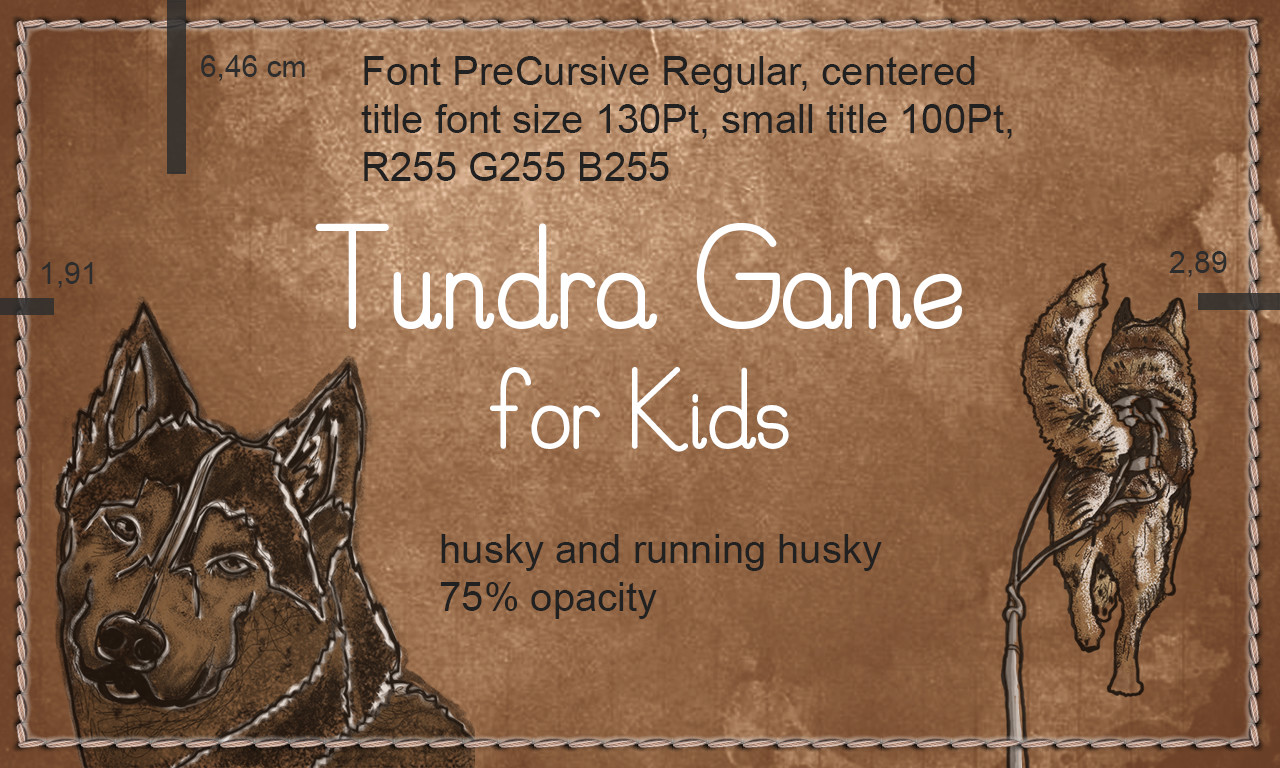 6,46 cm
Font PreCursive Regular, centered
title font size 130Pt, small title 100Pt,
R255 G255 B255
1,91
2,89
Tundra Game
for Kids
husky and running husky
75% opacity